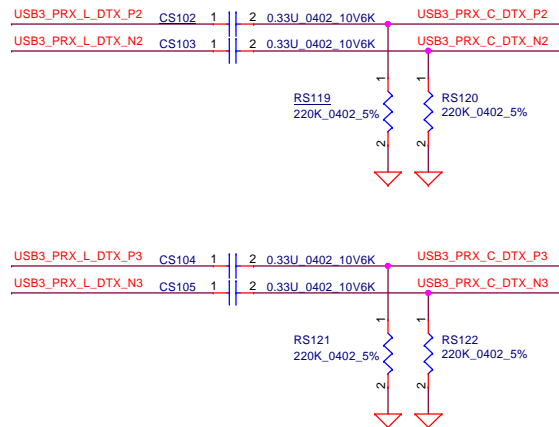 USB3_PRX_L_DTX_P2 CS102 1 2 0.33U_0402_10V6K USB3_PRX_C_DTX_P2
USB3_PRX_L_DTX_N2 CS103 1 2 0.33U_0402_10V6K USB3_PRX_C_DTX_N2
1 1
RS119 RS120
220K_0402_5% 220K_0402_5%
2 2
USB3_PRX_L_DTX_P3 CS104 1 2 0.33U_0402_10V6K USB3_PRX_C_DTX_P3
USB3_PRX_L_DTX_N3 CS105 1 2 0.33U_0402_10V6K USB3_PRX_C_DTX_N3
1 1
RS121 RS122
220K_0402_5% 220K_0402_5%
2 2